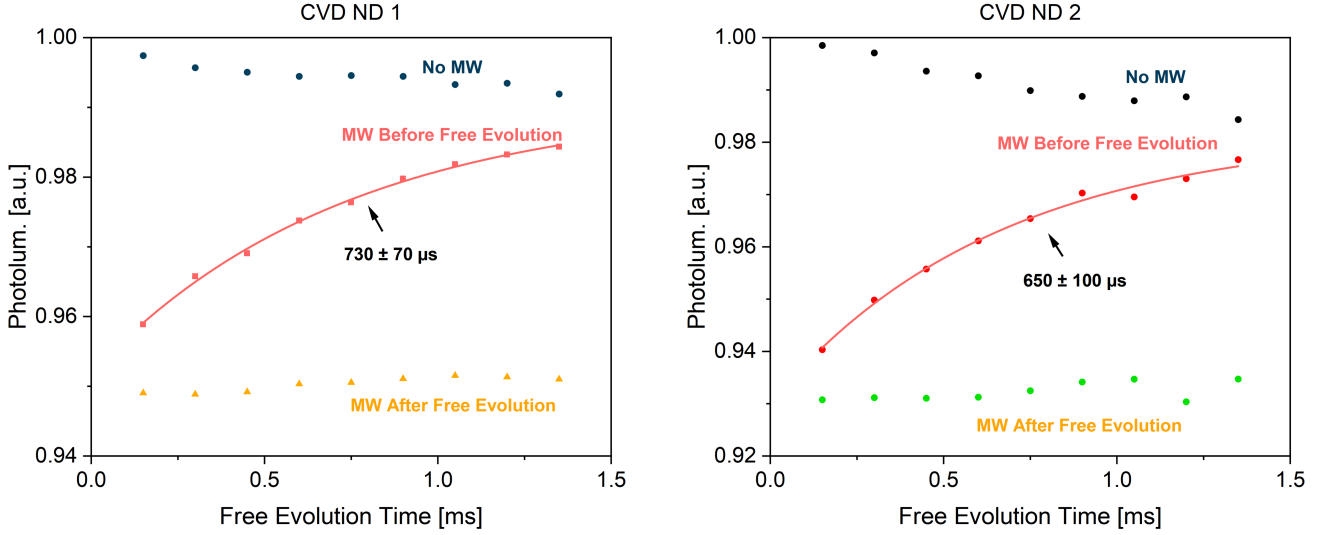 CVD ND 1
1.00
0.98
0.96
0.94
0.0
0.5
1.0
1.5
Photolum. [a.u.]
Free Evolution Time [ms]
No MW
MW Before Free Evolution
730 ± 70 µs
MW After Free Evolution
CVD ND 2
1.00
0.98
0.96
0.94
0.92
0.0
0.5
1.0
1.5
Photolum. [a.u.]
Free Evolution Time [ms]
No MW
MW Before Free Evolution
650 ± 100 µs
MW After Free Evolution